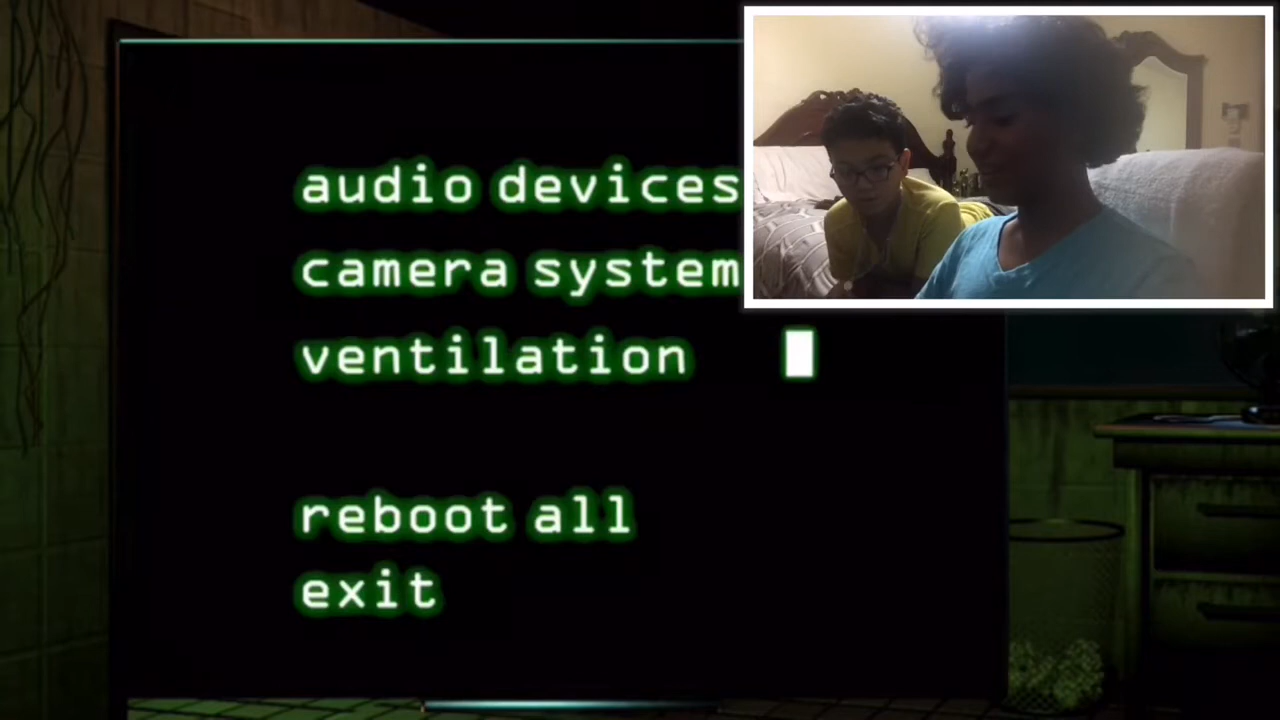 audio devices
camera system
ventilation
reboot all
exit